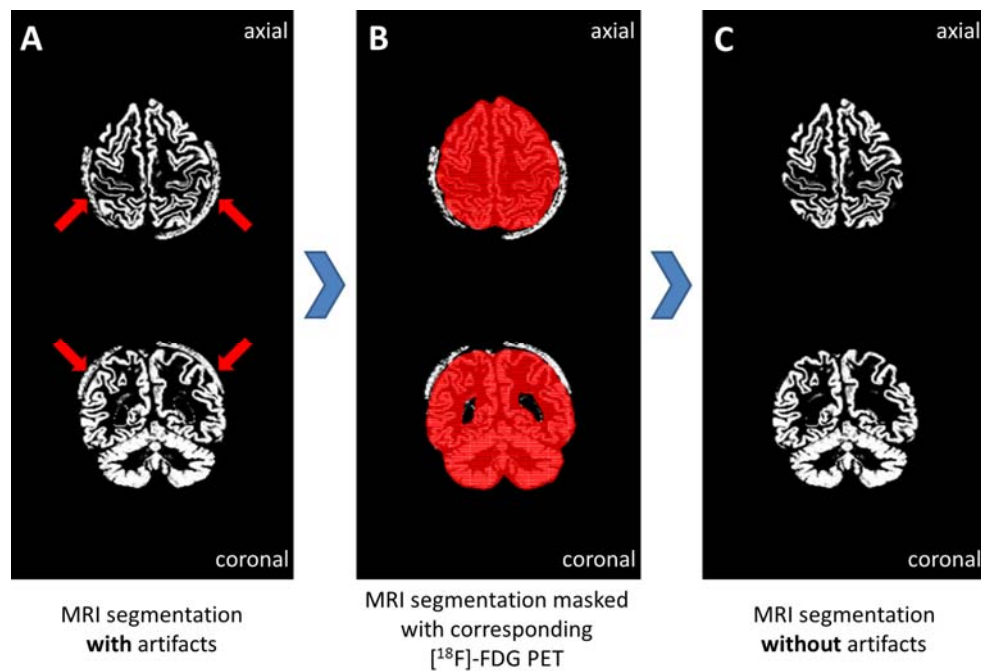 A
axial
coronal
MRI segmentation
with artifacts
B
axial
coronal
MRI segmentation masked
with corresponding
[¹⁸F]-FDG PET
C
axial
coronal
MRI segmentation
without artifacts